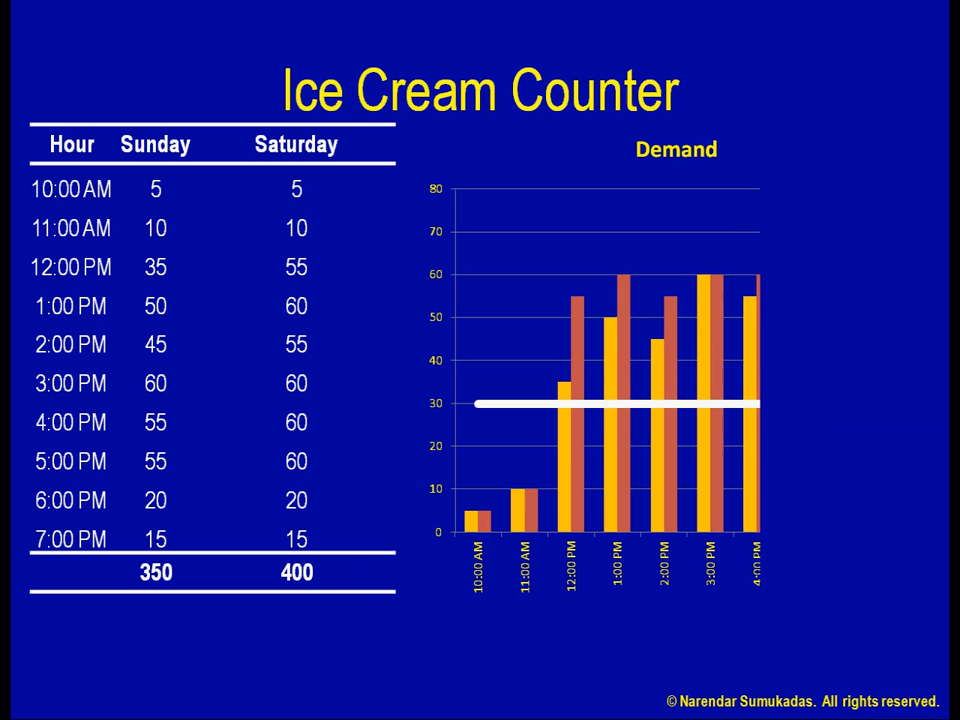 Ice Cream Counter
Hour Sunday Saturday
10:00 AM 5 5
11:00 AM 10 10
12:00 PM 35 55
1:00 PM 50 60
2:00 PM 45 55
3:00 PM 60 60
4:00 PM 55 60
5:00 PM 55 60
6:00 PM 20 20
7:00 PM 15 15
350 400
Demand
80
70
60
50
40
30
20
10
0
10:00 AM
11:00 AM
12:00 PM
1:00 PM
2:00 PM
3:00 PM
4:00 PM
© Narendar Sumukadas. All rights reserved.